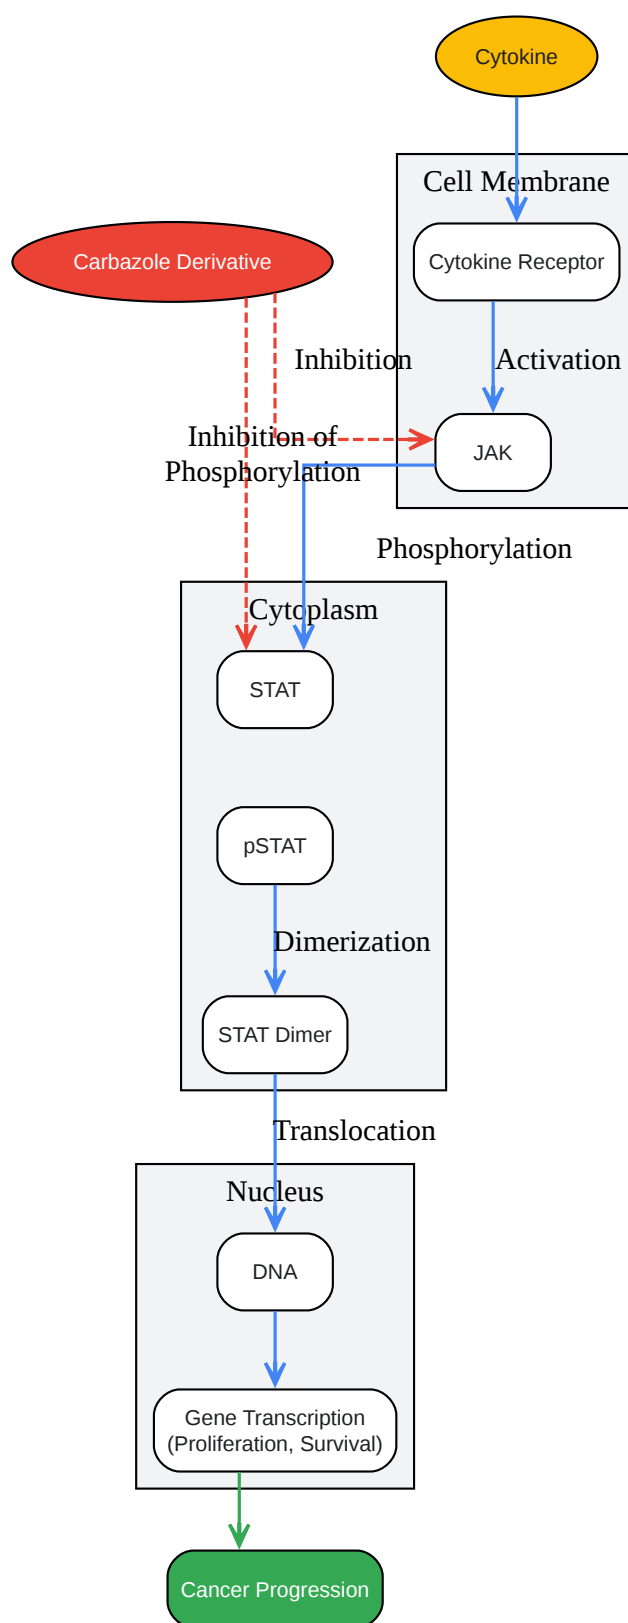 Cytokine
Cell Membrane
Carbazole Derivative
Cytokine Receptor
Inhibition
Activation
Inhibition of
Phosphorylation
JAK
Phosphorylation
Cytoplasm
STAT
pSTAT
Dimerization
STAT Dimer
Translocation
Nucleus
DNA
Gene Transcription
(Proliferation, Survival)
Cancer Progression